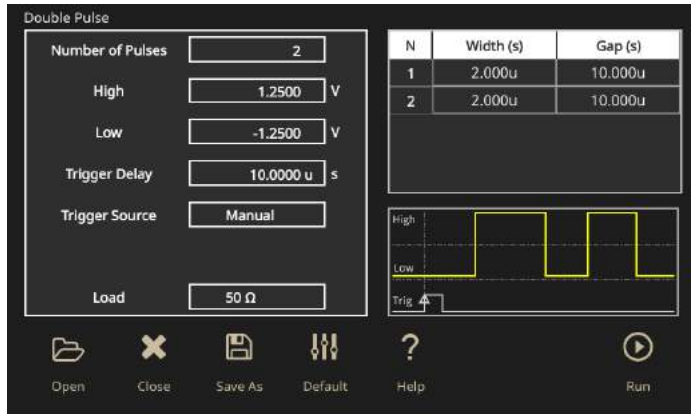 Double Pulse
Number of Pulses 2
High 1.2500 V
Low -1.2500 V
Trigger Delay 10.0000 u s
Trigger Source Manual
Load 50 Ω
N Width (s) Gap (s)
1 2.000u 10.000u
2 2.000u 10.000u
High
Low
Trig
Open Close Save As Default Help Run